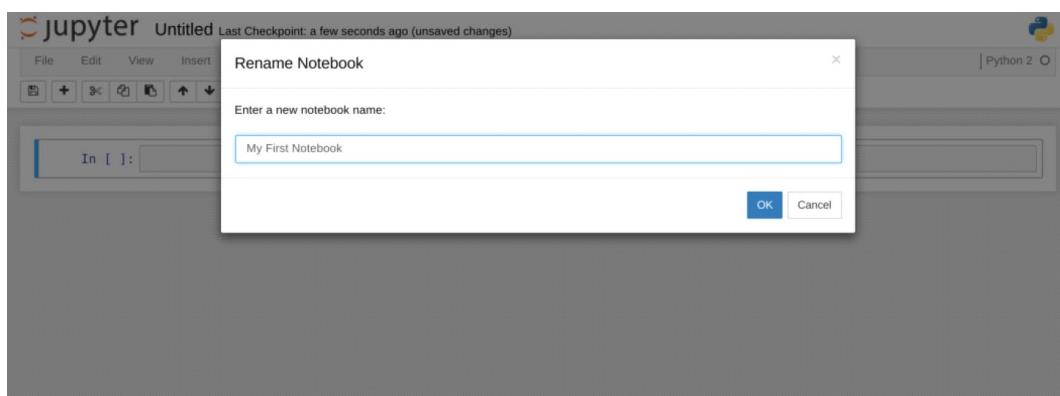 jupyter Untitled Last Checkpoint: a few seconds ago (unsaved changes)
File Edit View Insert
Python 2
Rename Notebook
Enter a new notebook name:
My First Notebook
OK Cancel
In [ ]: